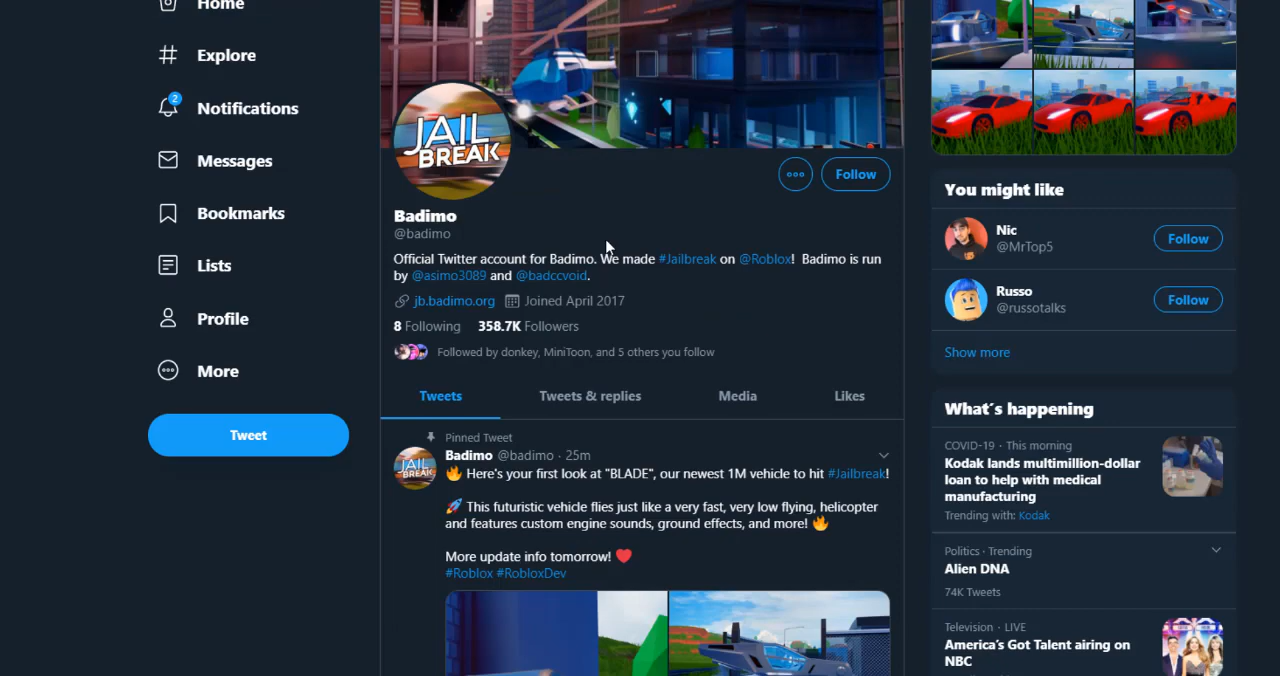 Home
Explore
2
Notifications
Messages
Bookmarks
Lists
Profile
More
Tweet
JAIL
BREAK
Follow
Badimo
@badimo
Official Twitter account for Badimo. We made #Jailbreak on @Roblox! Badimo is run
by @asimo3089 and @badccvoid.
jb.badimo.org Joined April 2017
8 Following 358.7K Followers
Followed by donkey, MiniToon, and 5 others you follow
Tweets Tweets & replies Media Likes
Pinned Tweet
JAIL
BREAK
Badimo @badimo · 25m
🔥 Here's your first look at "BLADE", our newest 1M vehicle to hit #Jailbreak!
🚀 This futuristic vehicle flies just like a very fast, very low flying, helicopter
and features custom engine sounds, ground effects, and more! 🔥
More update info tomorrow! ❤️
#Roblox #RobloxDev
You might like
Nic
@MrTop5
Follow
Russo
@russotalks
Follow
Show more
What´s happening
COVID-19 · This morning
Kodak lands multimillion-dollar
loan to help with medical
manufacturing
Trending with: Kodak
Politics · Trending
Alien DNA
74K Tweets
Television · LIVE
America's Got Talent airing on
NBC